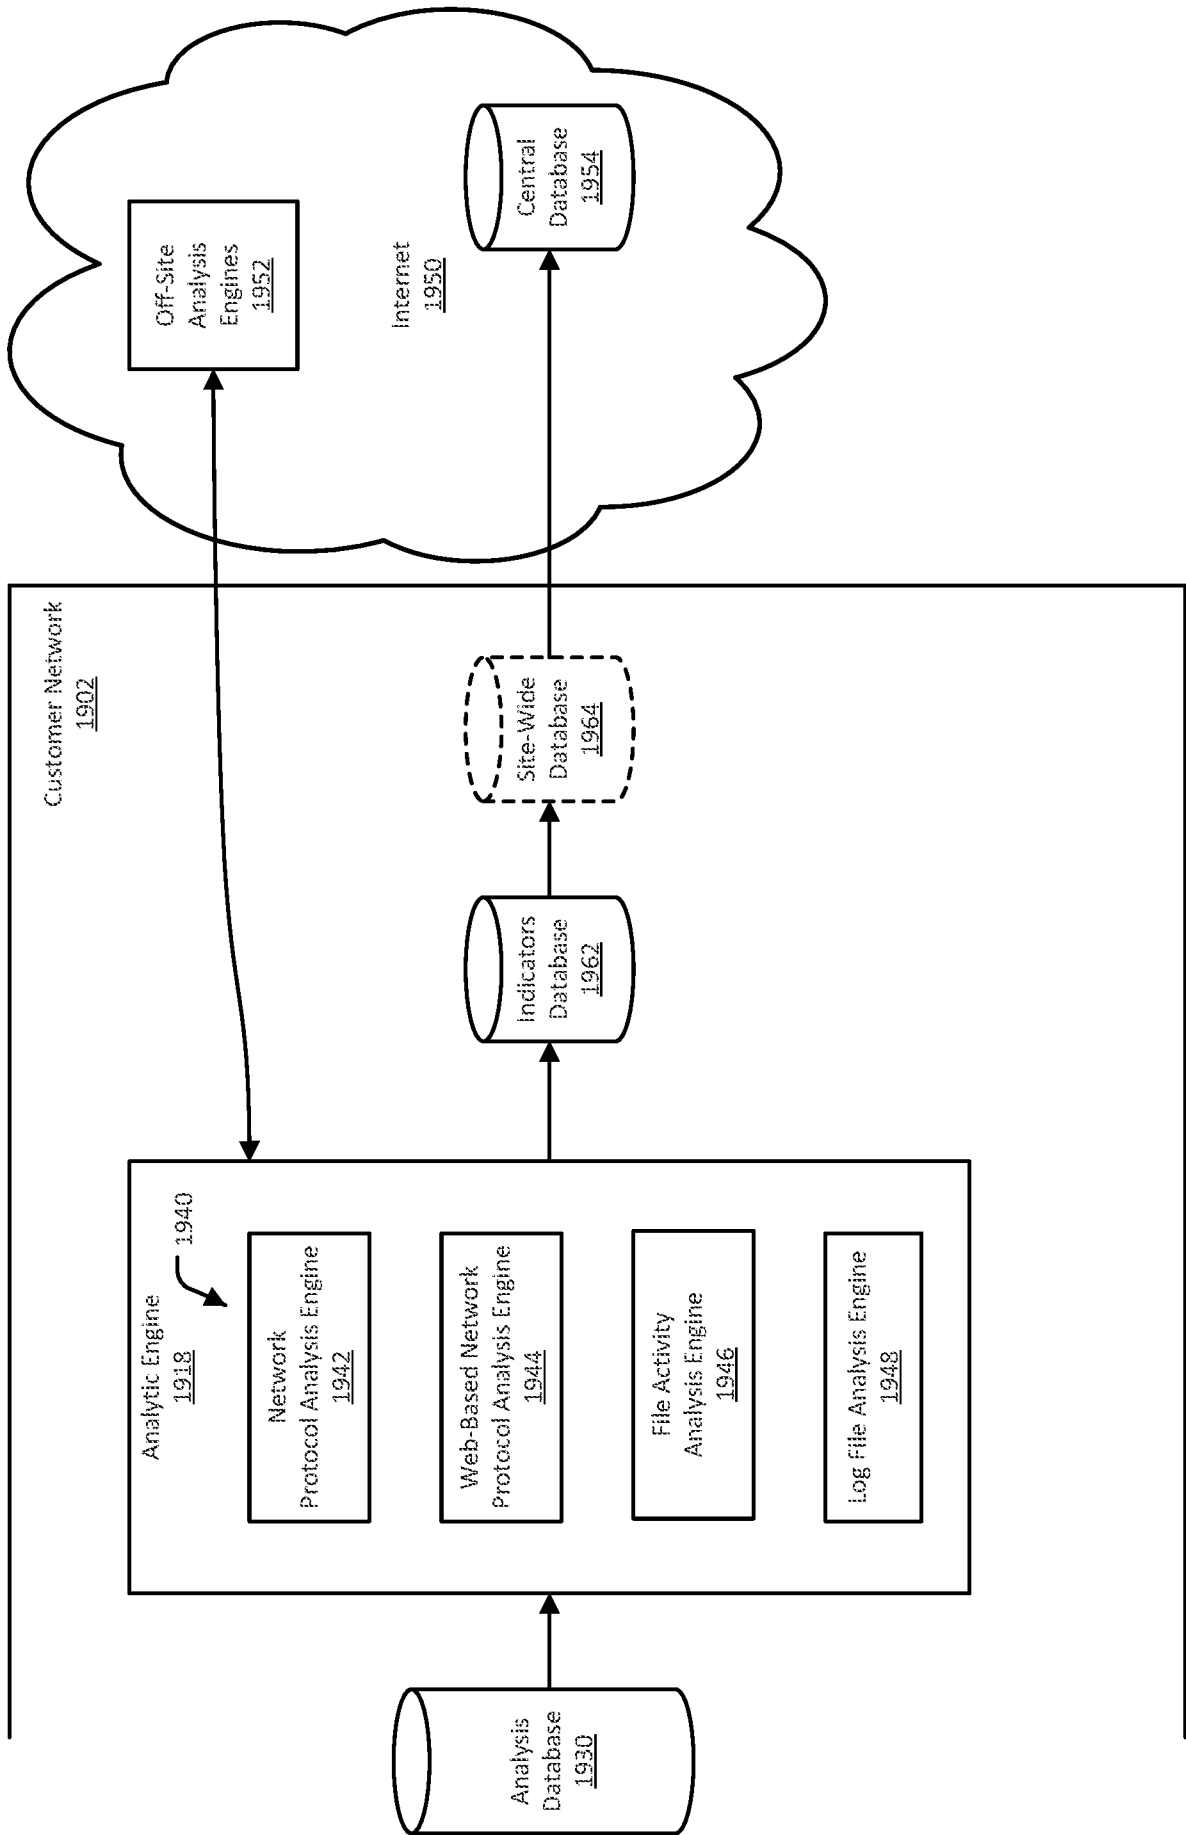 Customer Network
1902
Analytic Engine
1918
1940
Network
Protocol Analysis Engine
1942
Web-Based Network
Protocol Analysis Engine
1944
File Activity
Analysis Engine
1946
Log File Analysis Engine
1948
Analysis
Database
1930
Indicators
Database
1962
Site-Wide
Database
1964
Off-Site
Analysis
Engines
1952
Internet
1950
Central
Database
1954